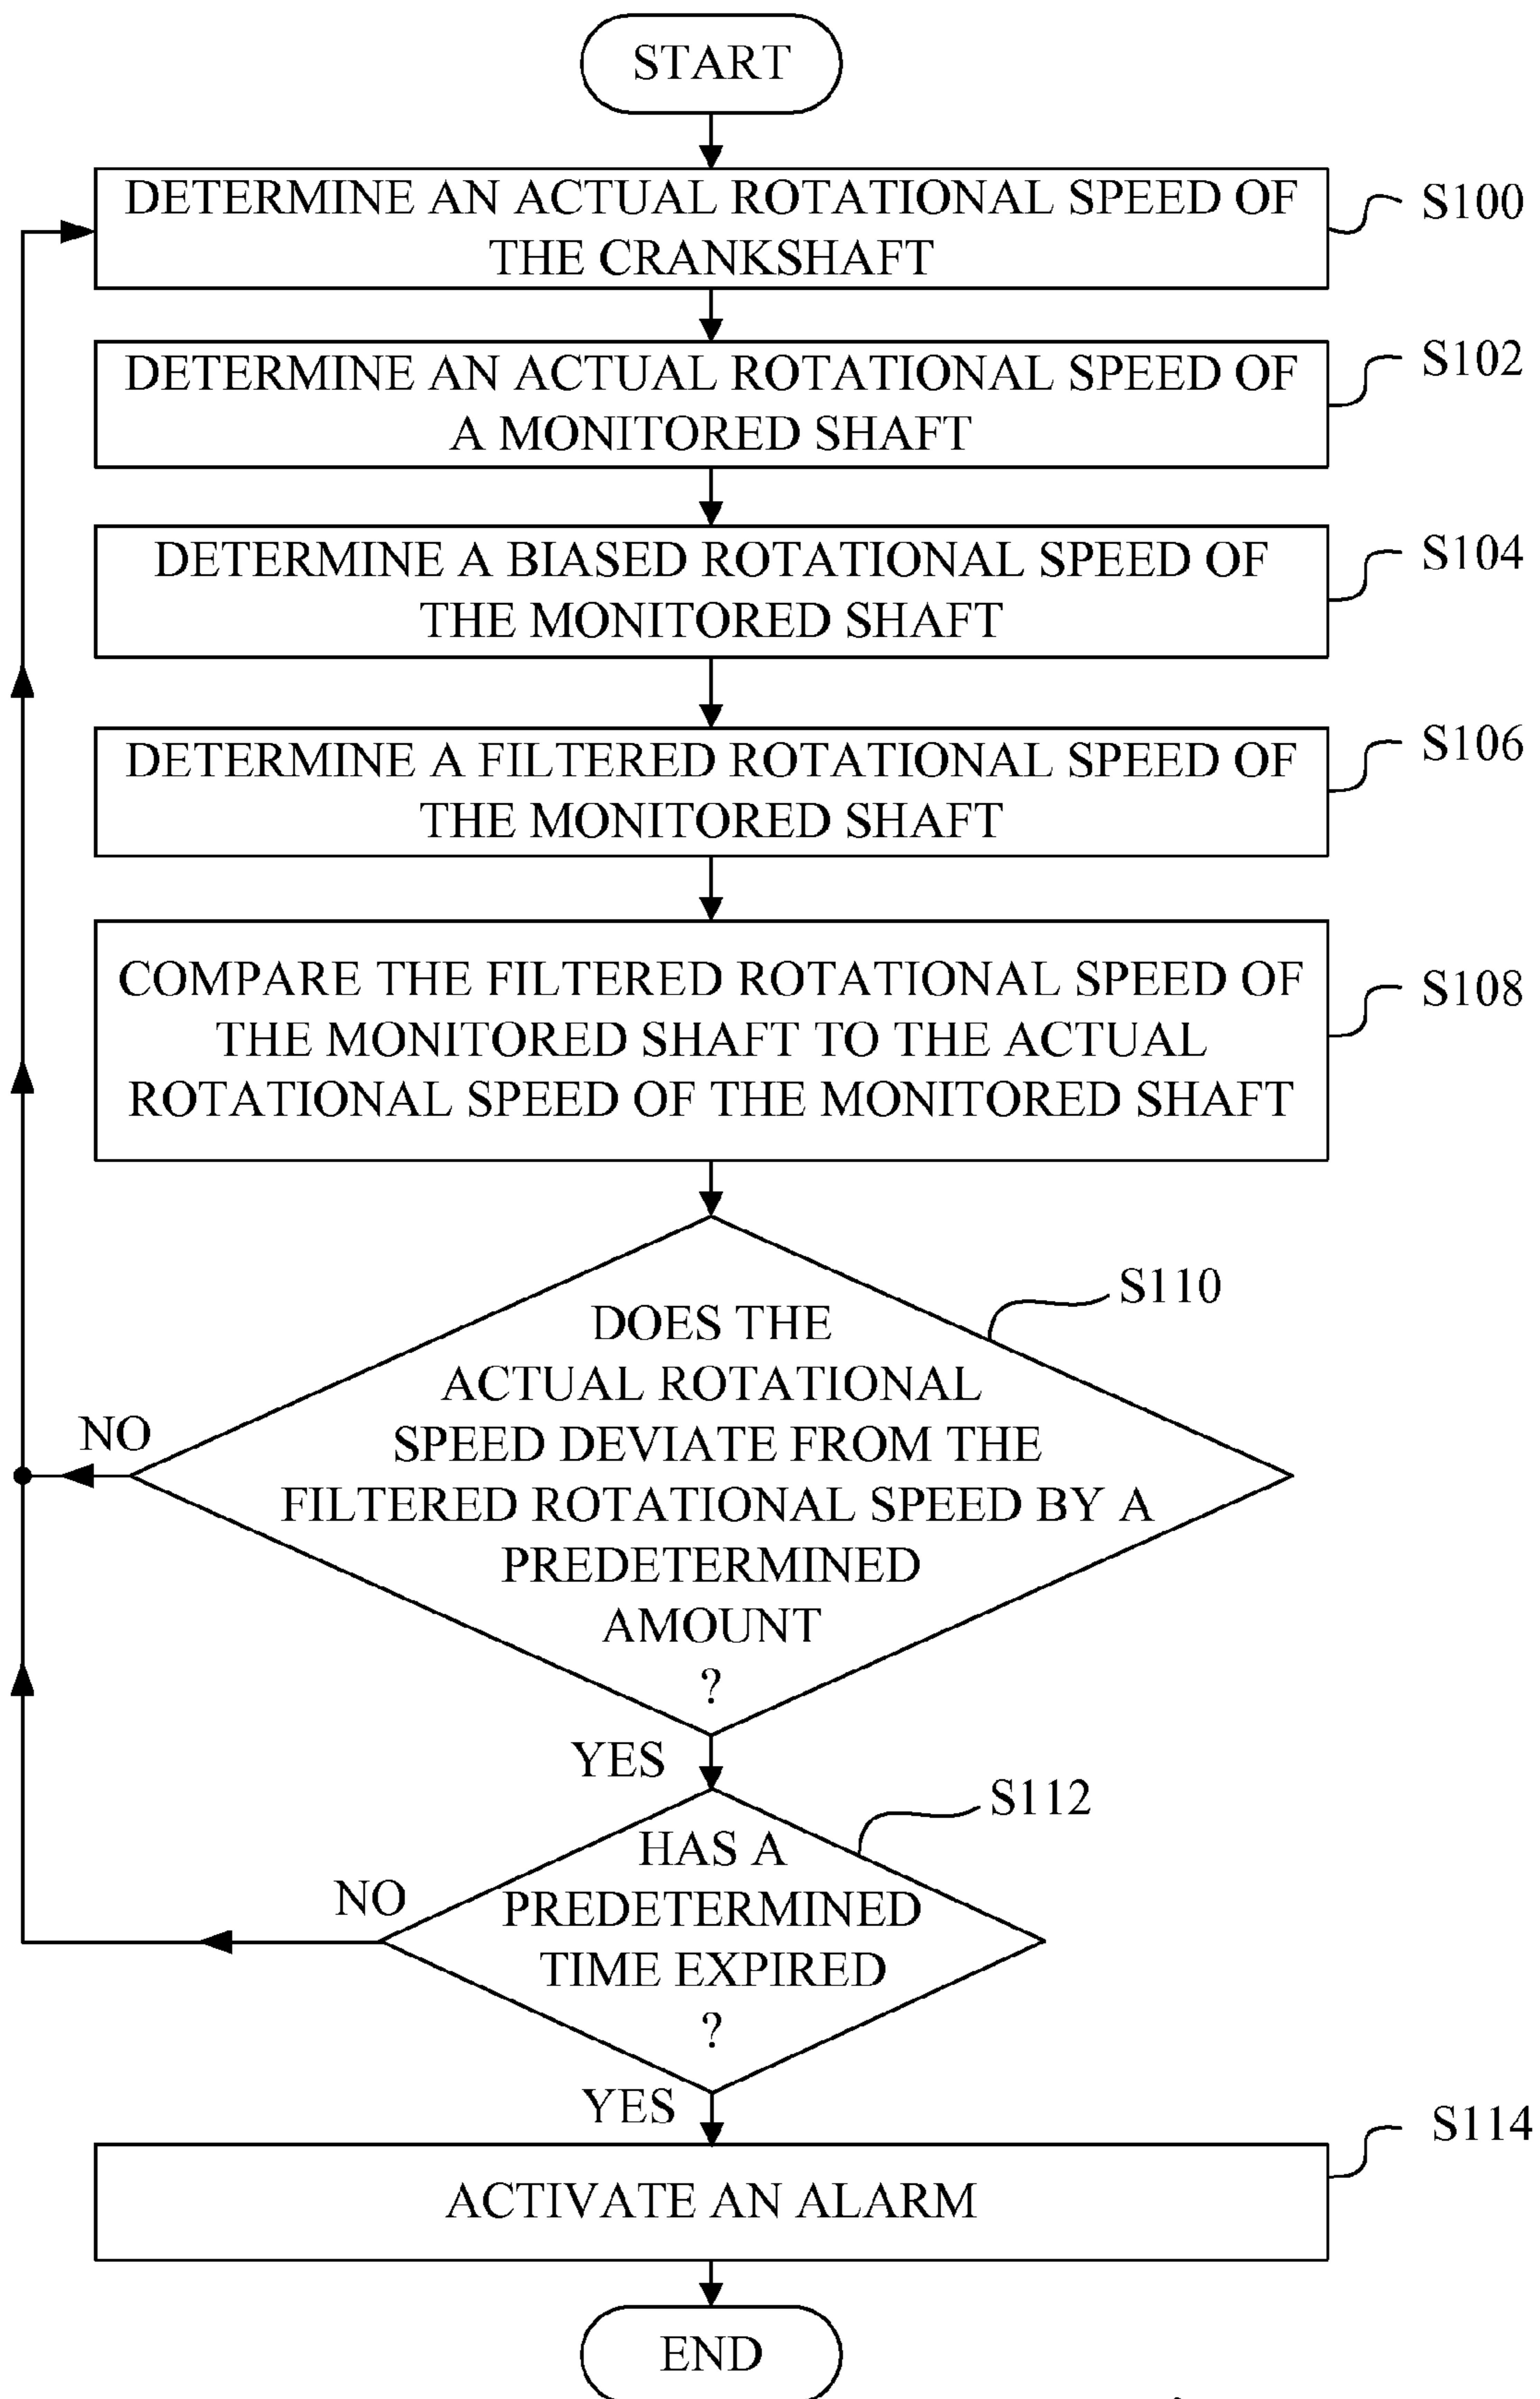 START
DETERMINE AN ACTUAL ROTATIONAL SPEED OF
THE CRANKSHAFT
S100
DETERMINE AN ACTUAL ROTATIONAL SPEED OF
A MONITORED SHAFT
S102
DETERMINE A BIASED ROTATIONAL SPEED OF
THE MONITORED SHAFT
S104
DETERMINE A FILTERED ROTATIONAL SPEED OF
THE MONITORED SHAFT
S106
COMPARE THE FILTERED ROTATIONAL SPEED OF
THE MONITORED SHAFT TO THE ACTUAL
ROTATIONAL SPEED OF THE MONITORED SHAFT
S108
S110
DOES THE
ACTUAL ROTATIONAL
SPEED DEVIATE FROM THE
FILTERED ROTATIONAL SPEED BY A
PREDETERMINED
AMOUNT
?
NO
YES
S112
HAS A
PREDETERMINED
TIME EXPIRED
?
NO
YES
S114
ACTIVATE AN ALARM
END